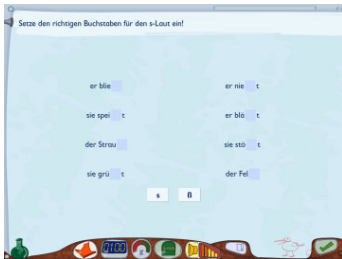 Setze den richtigen Buchstaben für den s-Laut ein!
er blie t
er nie t
sie spei t
er blä t
der Strau
sie stö t
sie grü t
der Fel
s ß